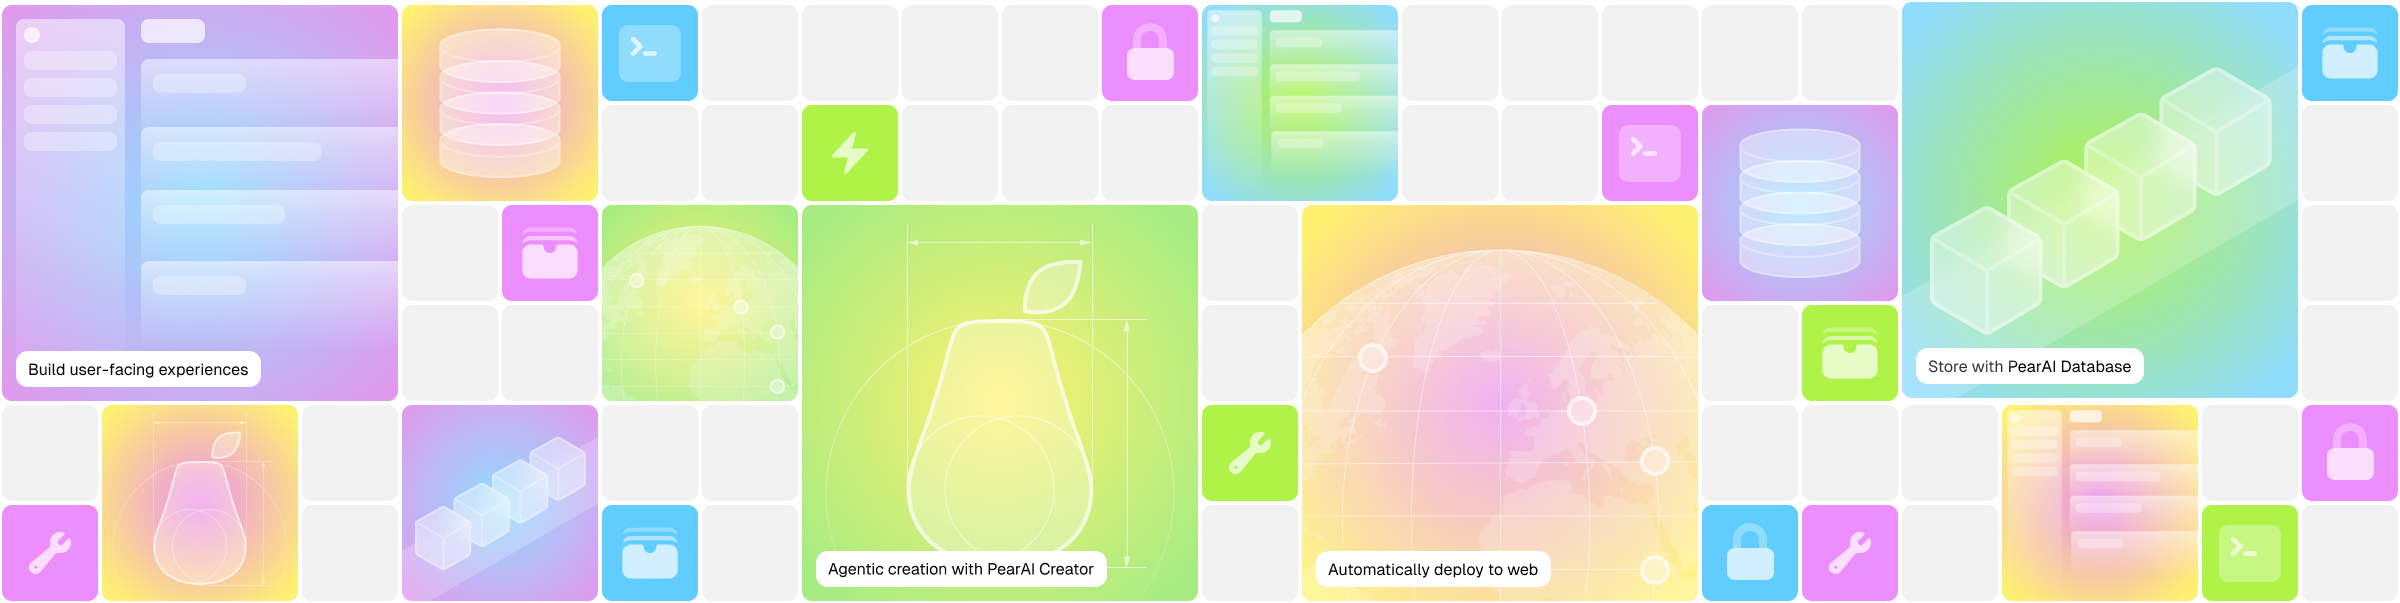 Build user-facing experiences
Agentic creation with PearAI Creator
Automatically deploy to web
Store with PearAI Database